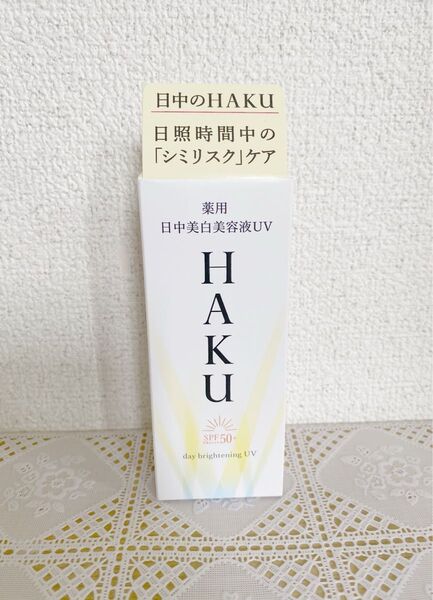 日中のHAKU
日照時間中の
「シミリスク」ケア
薬用
日中美白美容液UV
HAKU
SPF50+
day brightening UV